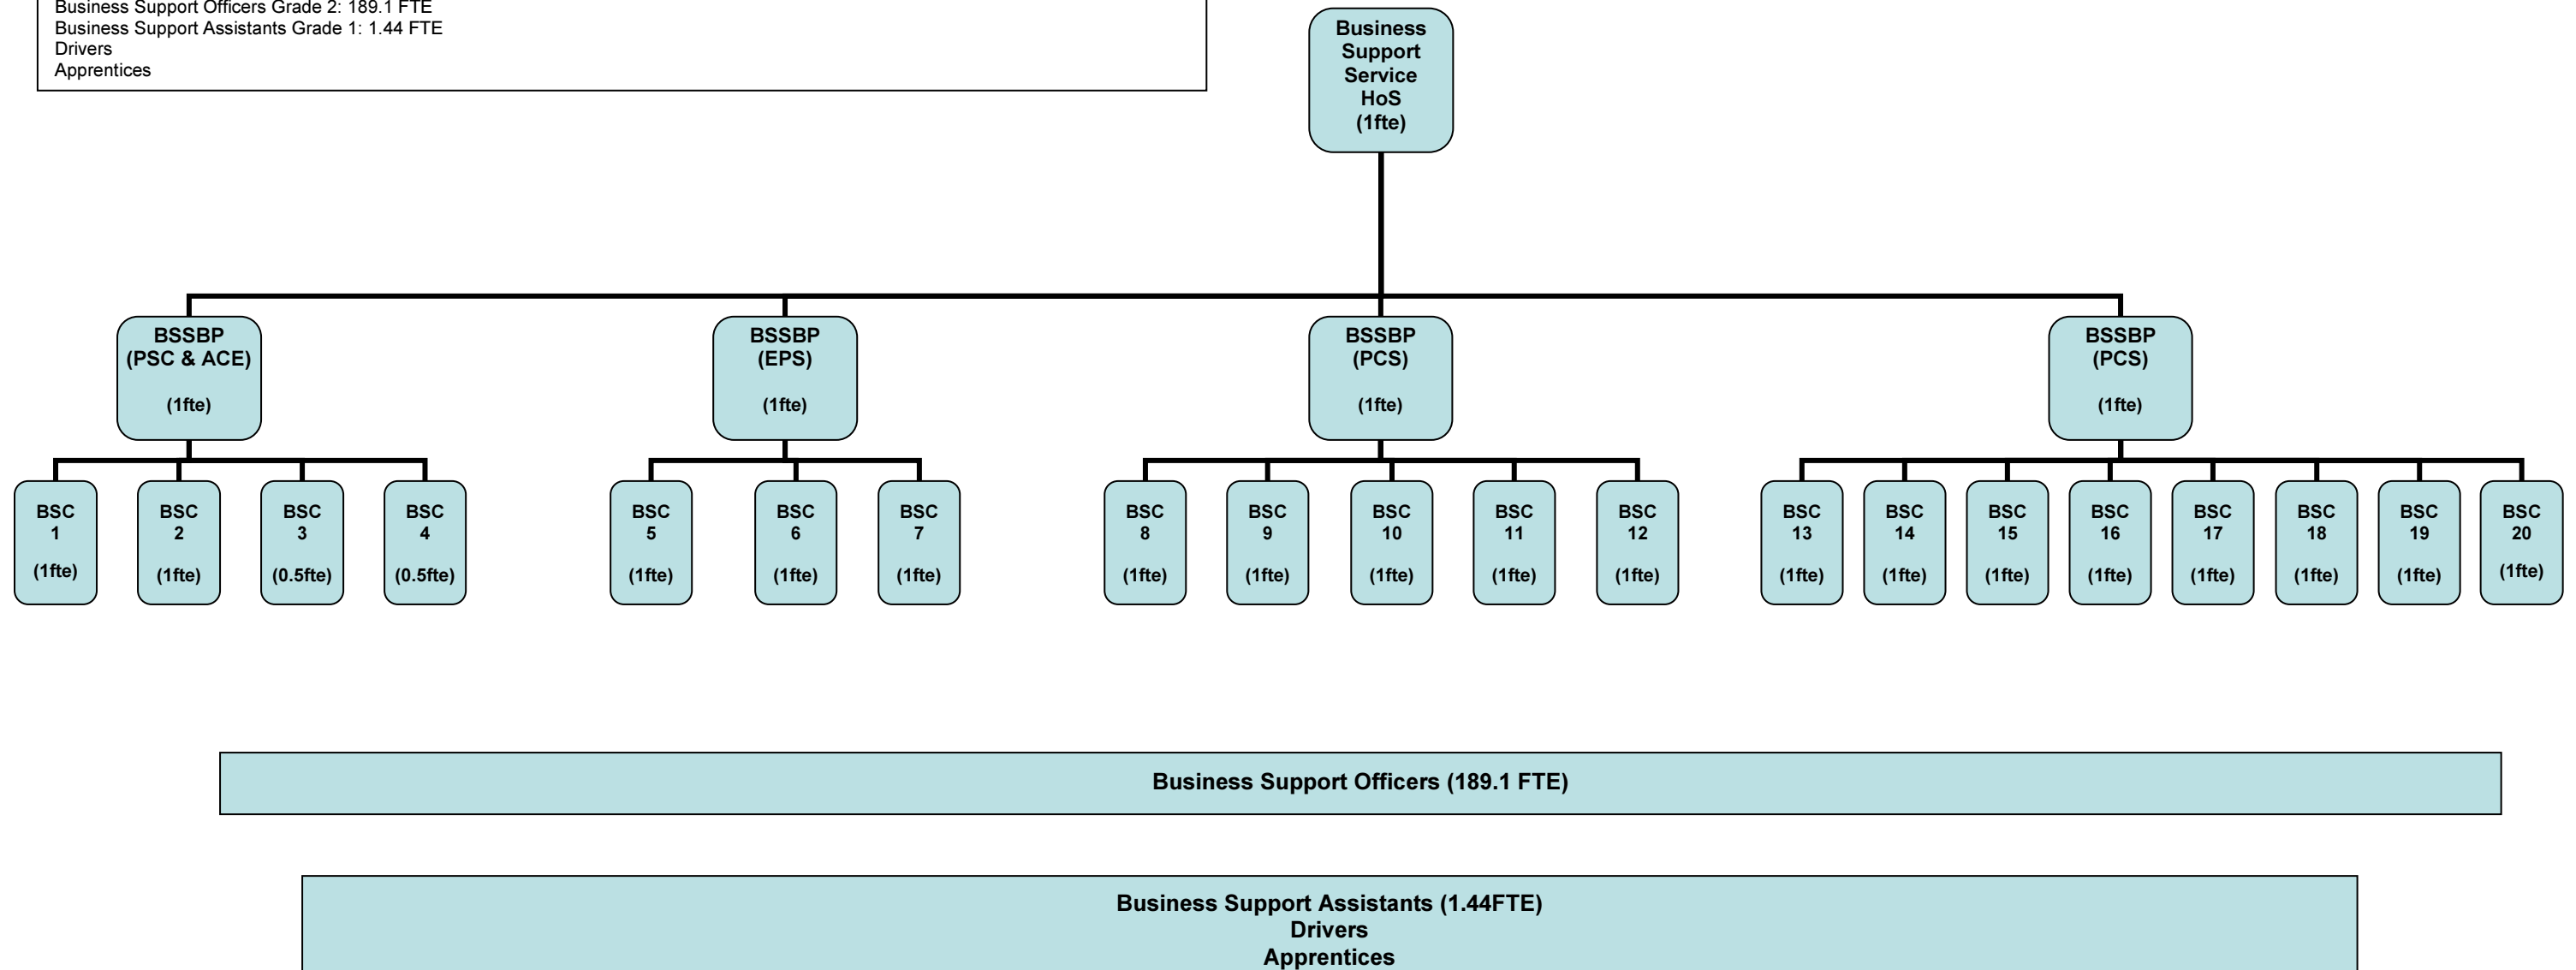 Business Support Officers Grade 2: 189.1 FTE
Business Support Assistants Grade 1: 1.44 FTE
Drivers
Apprentices
Business
Support
Service
HoS
(1fte)
BSSBP
(PSC & ACE)
(1fte)
BSSBP
(EPS)
(1fte)
BSSBP
(PCS)
(1fte)
BSSBP
(PCS)
(1fte)
BSC
1
(1fte)
BSC
2
(1fte)
BSC
3
(0.5fte)
BSC
4
(0.5fte)
BSC
5
(1fte)
BSC
6
(1fte)
BSC
7
(1fte)
BSC
8
(1fte)
BSC
9
(1fte)
BSC
10
(1fte)
BSC
11
(1fte)
BSC
12
(1fte)
BSC
13
(1fte)
BSC
14
(1fte)
BSC
15
(1fte)
BSC
16
(1fte)
BSC
17
(1fte)
BSC
18
(1fte)
BSC
19
(1fte)
BSC
20
(1fte)
Business Support Officers (189.1 FTE)
Business Support Assistants (1.44FTE)
Drivers
Apprentices